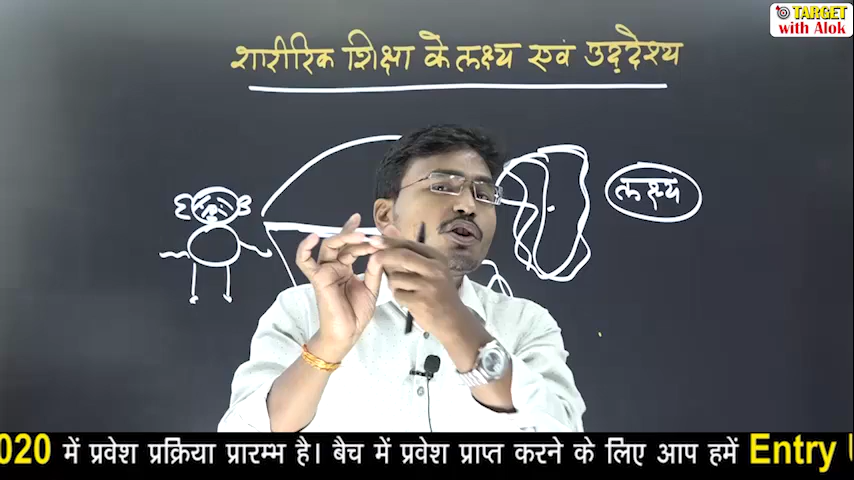 TARGET
with Alok
शारीरिक शिक्षा के लक्ष्य एवं उद्देश्य
लक्ष्य
020 में प्रवेश प्रक्रिया प्रारम्भ है। बैच में प्रवेश प्राप्त करने के लिए आप हमें Entry